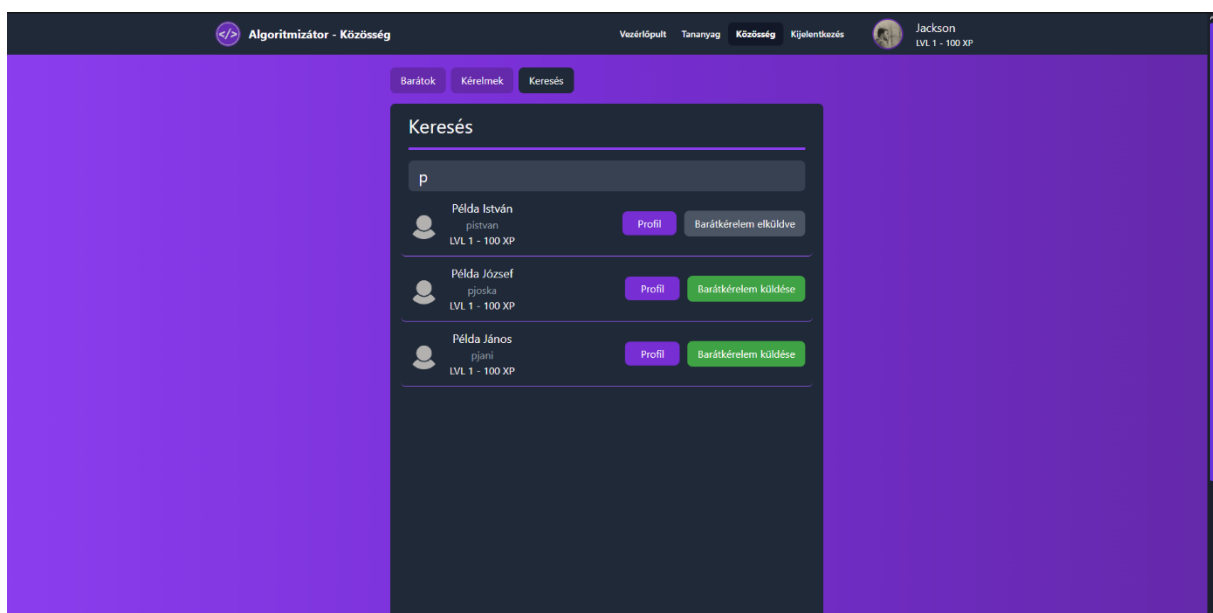 </> Algoritmizátor - Közösség
Vezérlőpult Tananyag Közösség Kijelentkezés
Jackson
LVL 1 - 100 XP
Barátok Kérelmek Keresés
Keresés
p
Példa István
pistvan
LVL 1 - 100 XP
Profil Barátkérelem elküldve
Példa József
pjoska
LVL 1 - 100 XP
Profil Barátkérelem küldése
Példa János
pjani
LVL 1 - 100 XP
Profil Barátkérelem küldése